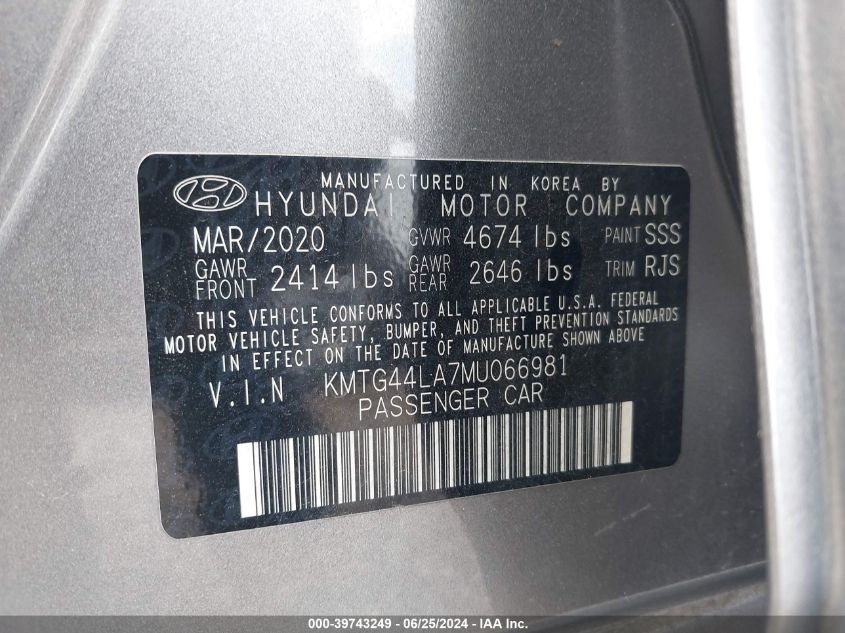 MANUFACTURED IN KOREA BY
HYUNDAI MOTOR COMPANY
MAR/2020 GVWR 4674 lbs PAINT SSS
GAWR FRONT 2414 lbs GAWR REAR 2646 lbs TRIM RJS
THIS VEHICLE CONFORMS TO ALL APPLICABLE U.S.A. FEDERAL
MOTOR VEHICLE SAFETY, BUMPER, AND THEFT PREVENTION STANDARDS
IN EFFECT ON THE DATE OF MANUFACTURE SHOWN ABOVE
V.I.N KMTG44LA7MU066981
PASSENGER CAR
000-39743249 - 06/25/2024 - IAA Inc.